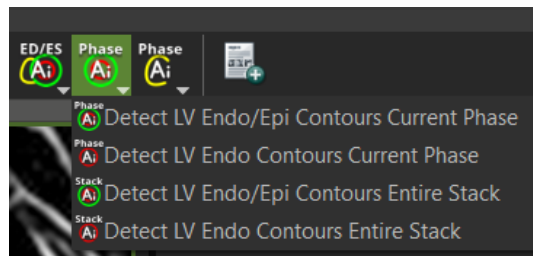 ED/ES Phase Phase
Ai Ai Ai
Phase Ai Detect LV Endo/Epi Contours Current Phase
Phase Ai Detect LV Endo Contours Current Phase
Stack Ai Detect LV Endo/Epi Contours Entire Stack
Stack Ai Detect LV Endo Contours Entire Stack